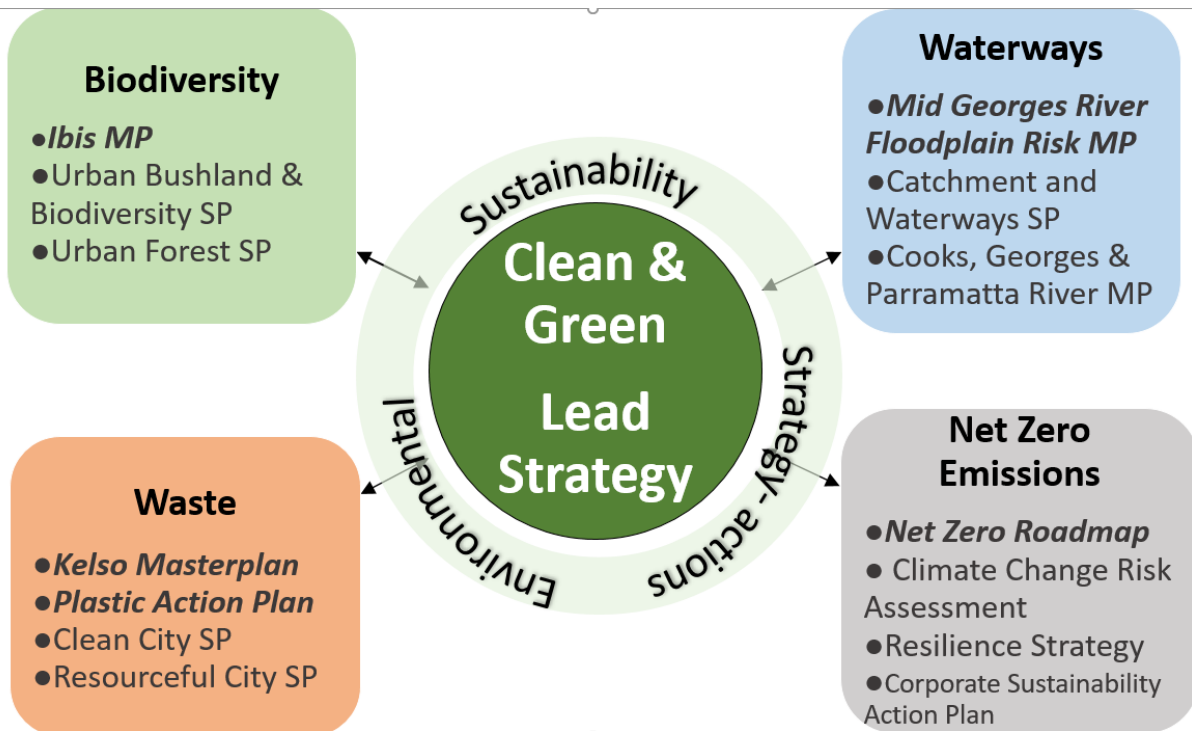 Biodiversity
●Ibis MP
●Urban Bushland &
Biodiversity SP
●Urban Forest SP
Waterways
●Mid Georges River
Floodplain Risk MP
●Catchment and
Waterways SP
●Cooks, Georges &
Parramatta River MP
Environmental
Sustainability
Strategy- actions
Clean &
Green
Lead
Strategy
Waste
●Kelso Masterplan
●Plastic Action Plan
●Clean City SP
●Resourceful City SP
Net Zero
Emissions
●Net Zero Roadmap
● Climate Change Risk
Assessment
●Resilience Strategy
●Corporate Sustainability
Action Plan